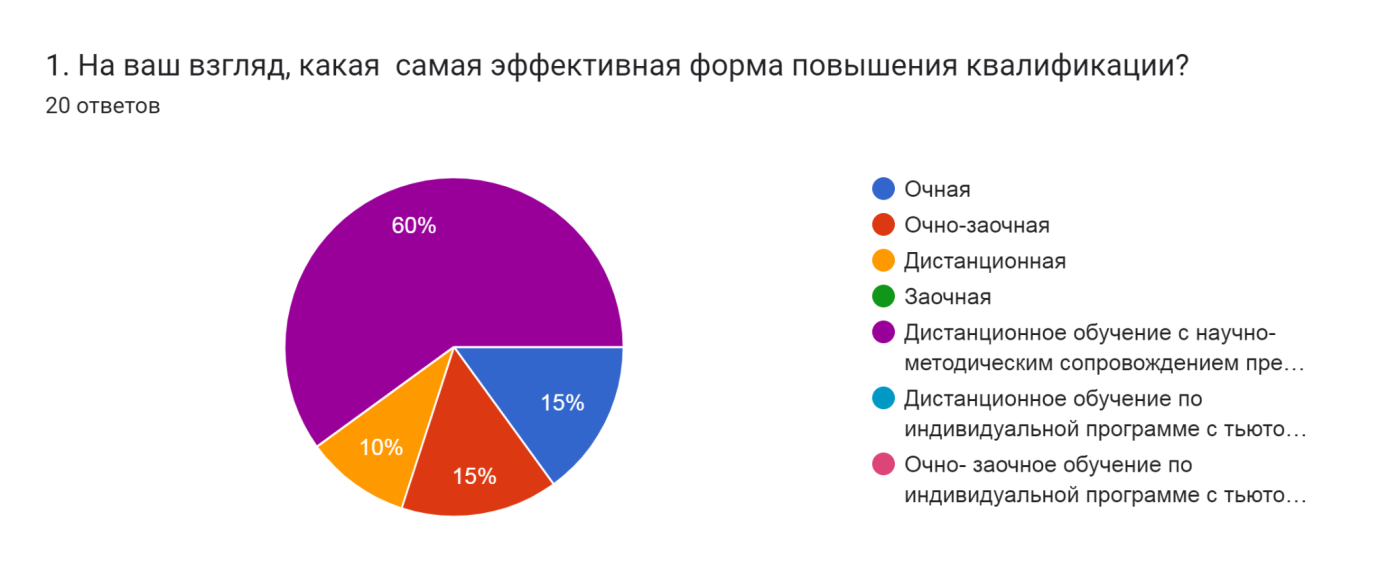 1. На ваш взгляд, какая  самая эффективная форма повышения квалификации?
20 ответов
60%
15%
10%
15%
Очная
Очно-заочная
Дистанционная
Заочная
Дистанционное обучение с научно-
методическим сопровождением пре…
Дистанционное обучение по
индивидуальной программе с тьюто…
Очно- заочное обучение по
индивидуальной программе с тьюто…